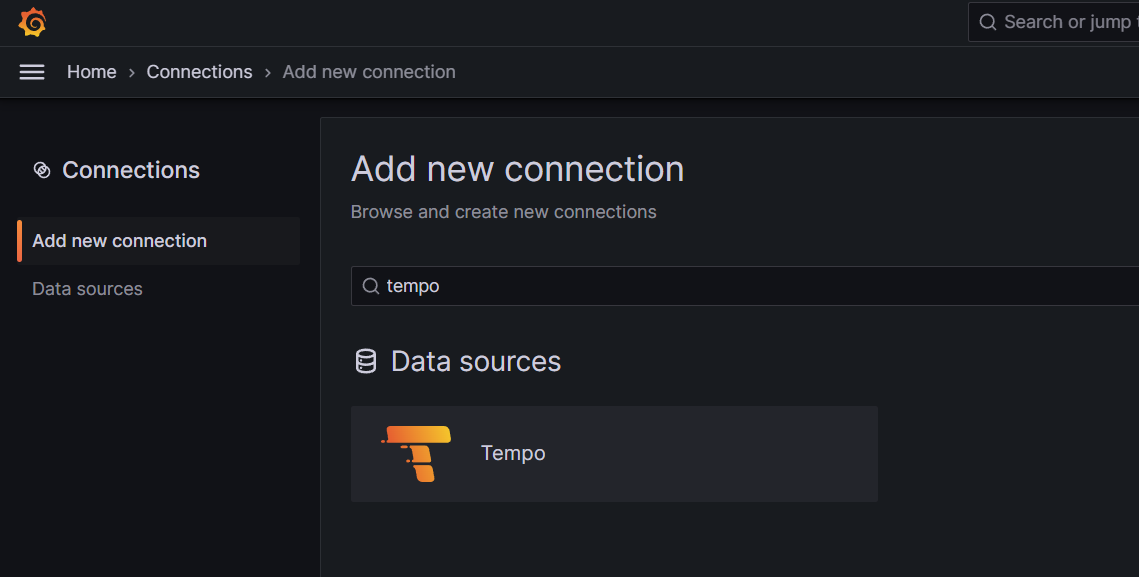 Search or jump
Home › Connections › Add new connection
Connections
Add new connection
Data sources
Add new connection
Browse and create new connections
tempo
Data sources
Tempo